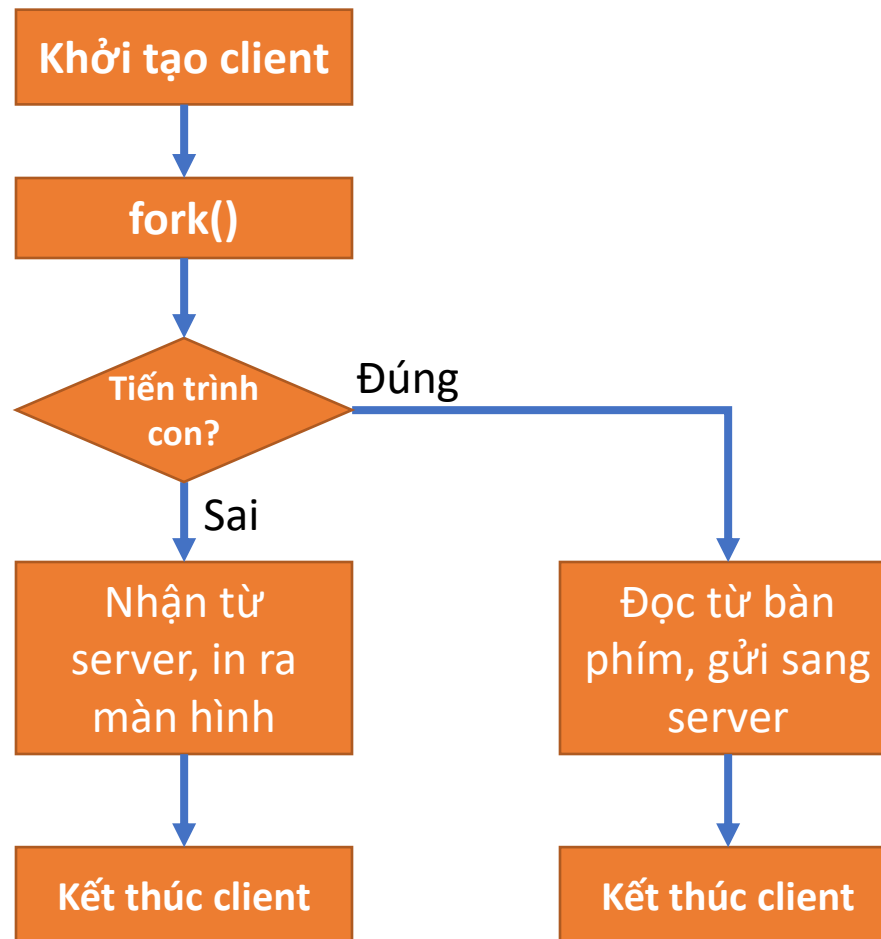 Khởi tạo client
fork()
Tiến trình
con?
Đúng
Sai
Nhận từ
server, in ra
màn hình
Đọc từ bàn
phím, gửi sang
server
Kết thúc client
Kết thúc client